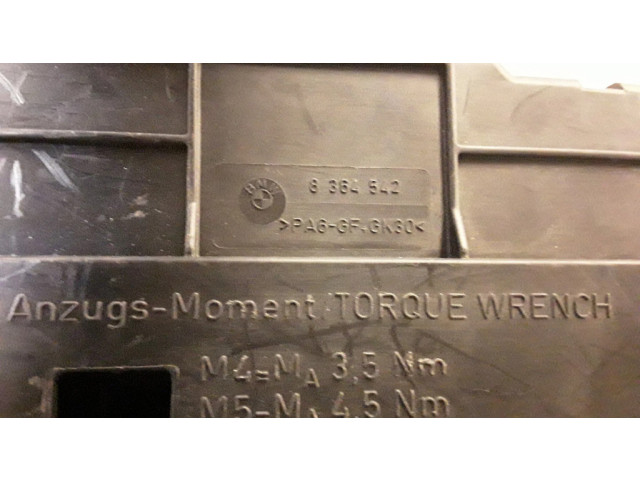 BMW
8 364 542
>PA6-GF+GK30<
Anzugs-Moment/TORQUE WRENCH
M4=MA 3,5 Nm
M5=MA 4,5 Nm